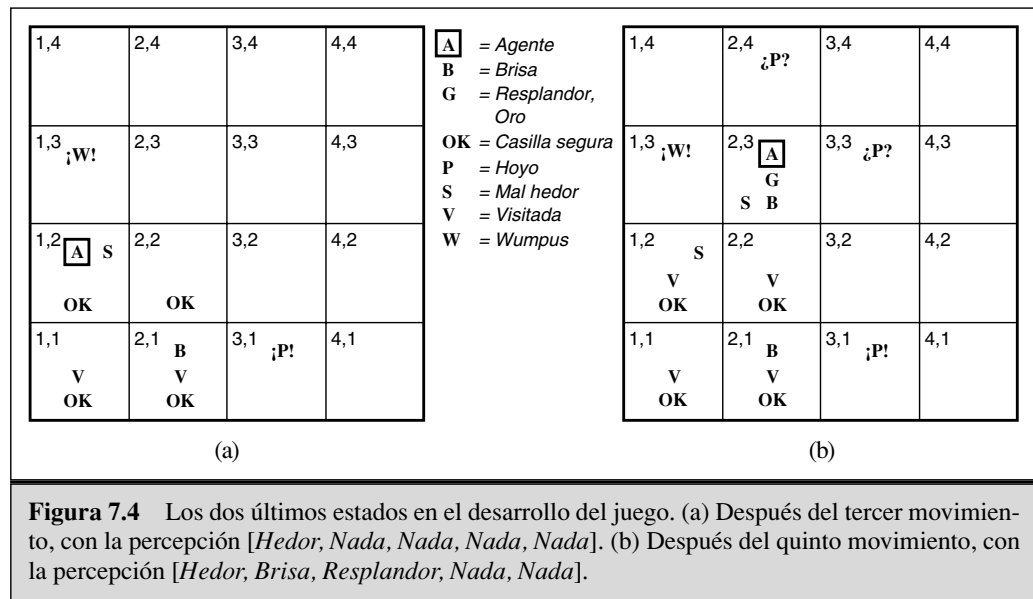 1,4 2,4 3,4 4,4
1,3 ¡W! 2,3 3,3 4,3
1,2 A S 2,2 3,2 4,2
OK OK
1,1 2,1 B 3,1 ¡P! 4,1
V V
OK OK
(a)
A = Agente
B = Brisa
G = Resplandor,
Oro
OK = Casilla segura
P = Hoyo
S = Mal hedor
V = Visitada
W = Wumpus
1,4 2,4 ¿P? 3,4 4,4
1,3 ¡W! 2,3 A 3,3 ¿P? 4,3
G
S B
1,2 S 2,2 3,2 4,2
V V
OK OK
1,1 2,1 B 3,1 ¡P! 4,1
V V
OK OK
(b)
Figura 7.4 Los dos últimos estados en el desarrollo del juego. (a) Después del tercer movimien-
to, con la percepción [Hedor, Nada, Nada, Nada, Nada]. (b) Después del quinto movimiento, con
la percepción [Hedor, Brisa, Resplandor, Nada, Nada].